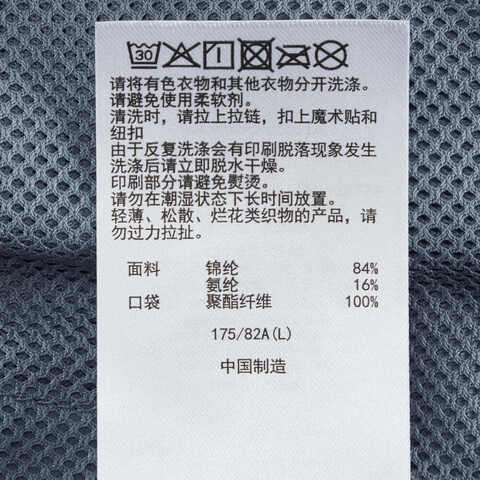 30
请将有色衣物和其他衣物分开洗涤。
请避免使用柔软剂。
清洗时，请拉上拉链，扣上魔术贴和
纽扣
由于反复洗涤会有印刷脱落现象发生
洗涤后请立即脱水干燥。
印刷部分请避免熨烫。
请勿在潮湿状态下长时间放置。
轻薄、松散、烂花类织物的产品，请
勿过力拉扯。
面料 锦纶 84%
氨纶 16%
口袋 聚酯纤维 100%
175/82A(L)
中国制造